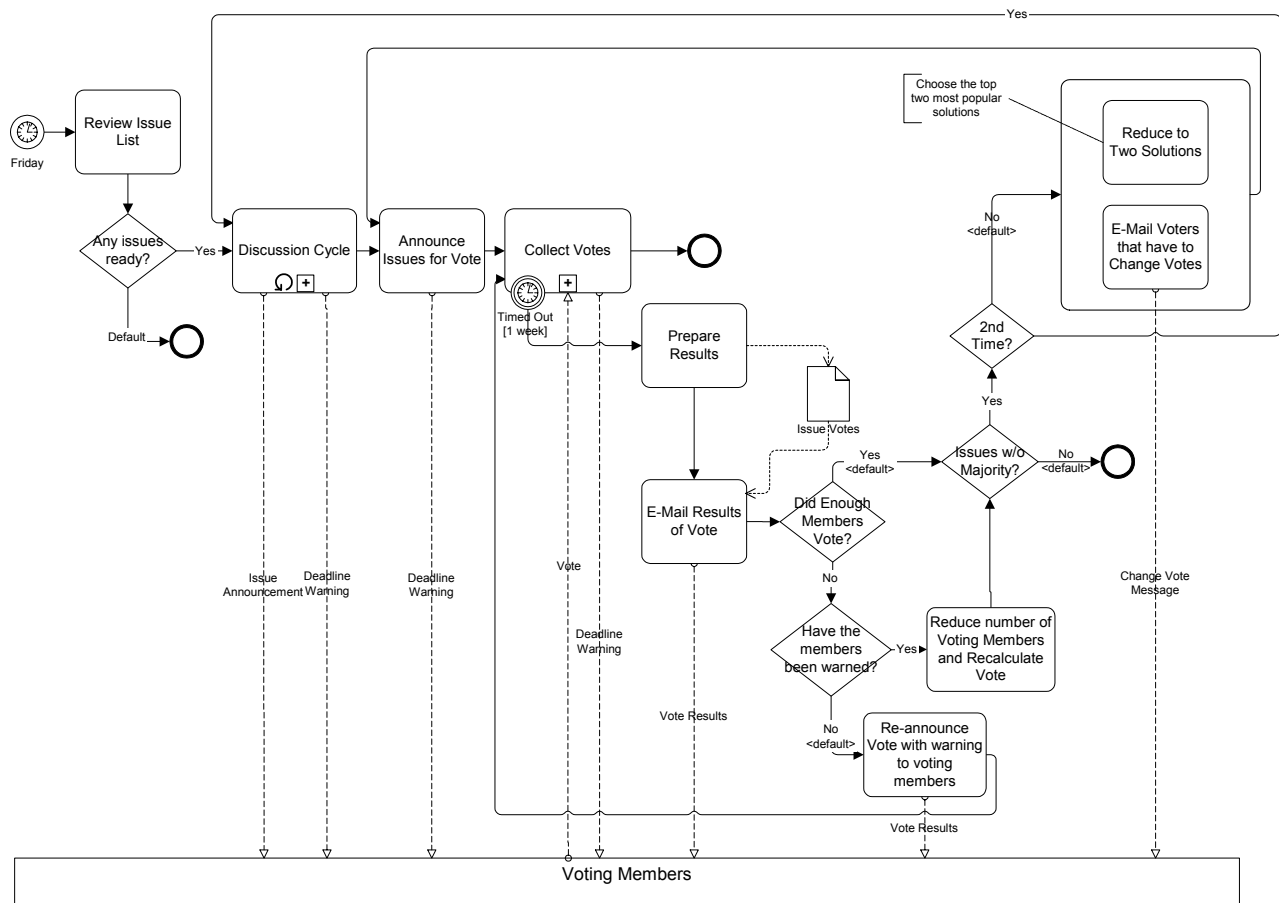 Yes
Choose the top
two most popular
solutions
Review Issue
List
Friday
Reduce to
Two Solutions
Any issues
ready?
Yes
Default
Discussion Cycle
Announce
Issues for Vote
Collect Votes
Timed Out
[1 week]
No
<default>
E-Mail Voters
that have to
Change Votes
2nd
Time?
Prepare
Results
Issue Votes
Yes
Yes
<default>
Issues w/o
Majority?
No
<default>
E-Mail Results
of Vote
Did Enough
Members
Vote?
No
Issue
Announcement
Deadline
Warning
Deadline
Warning
Vote
Deadline
Warning
Change Vote
Message
Have the
members
been warned?
Yes
Reduce number of
Voting Members
and Recalculate
Vote
Vote Results
No
<default>
Re-announce
Vote with warning
to voting
members
Vote Results
Voting Members